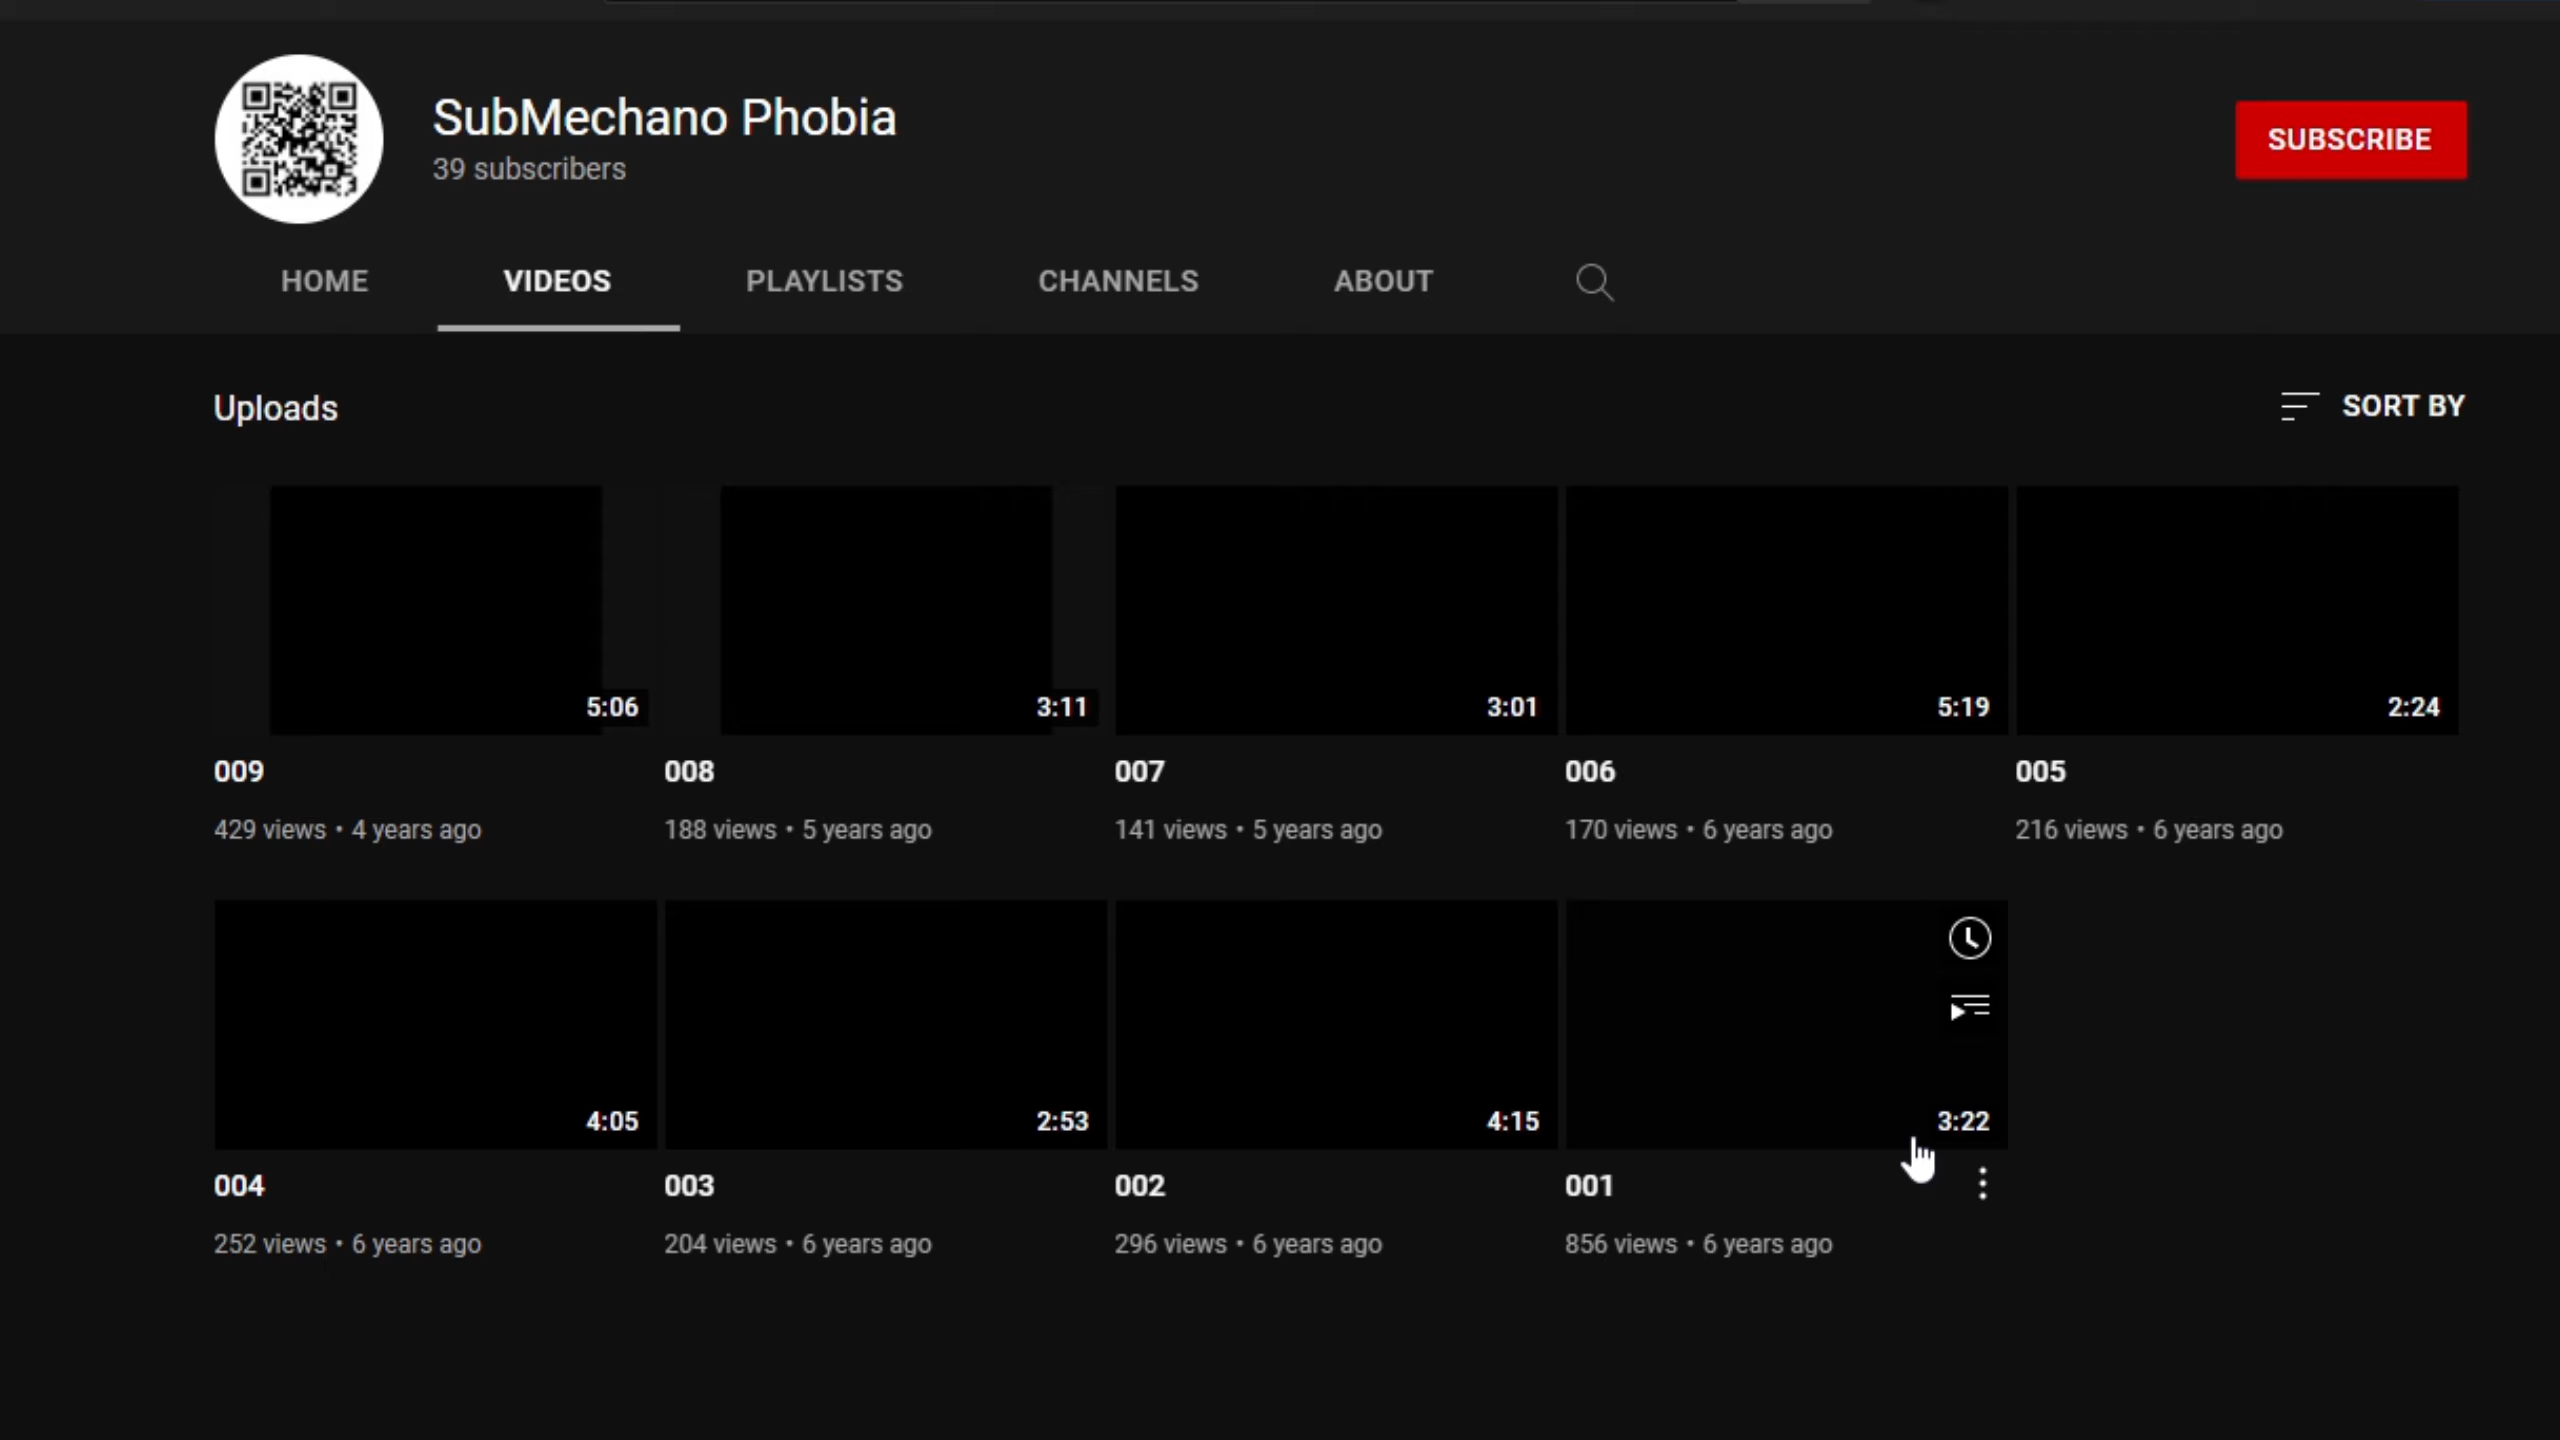 SubMechano Phobia
39 subscribers
SUBSCRIBE
HOME VIDEOS PLAYLISTS CHANNELS ABOUT
Uploads
SORT BY
5:06 3:11 3:01 5:19 2:24
009 008 007 006 005
429 views • 4 years ago 188 views • 5 years ago 141 views • 5 years ago 170 views • 6 years ago 216 views • 6 years ago
4:05 2:53 4:15 3:22
004 003 002 001
252 views • 6 years ago 204 views • 6 years ago 296 views • 6 years ago 856 views • 6 years ago